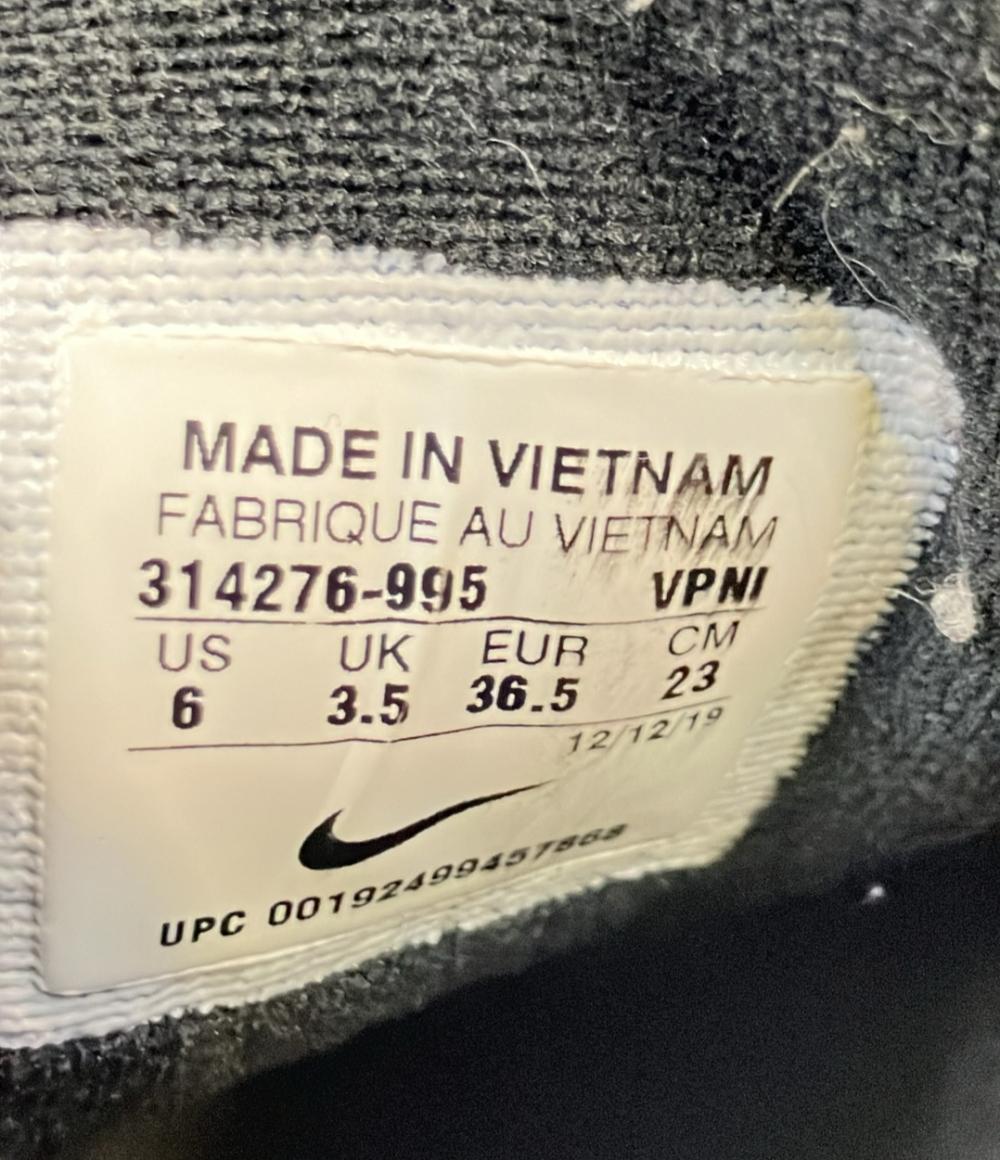 MADE IN VIETNAM
FABRIQUE AU VIETNAM
314276-995 VPNI
US UK EUR CM
6 3.5 36.5 23
12/12/19
UPC 00192499457868